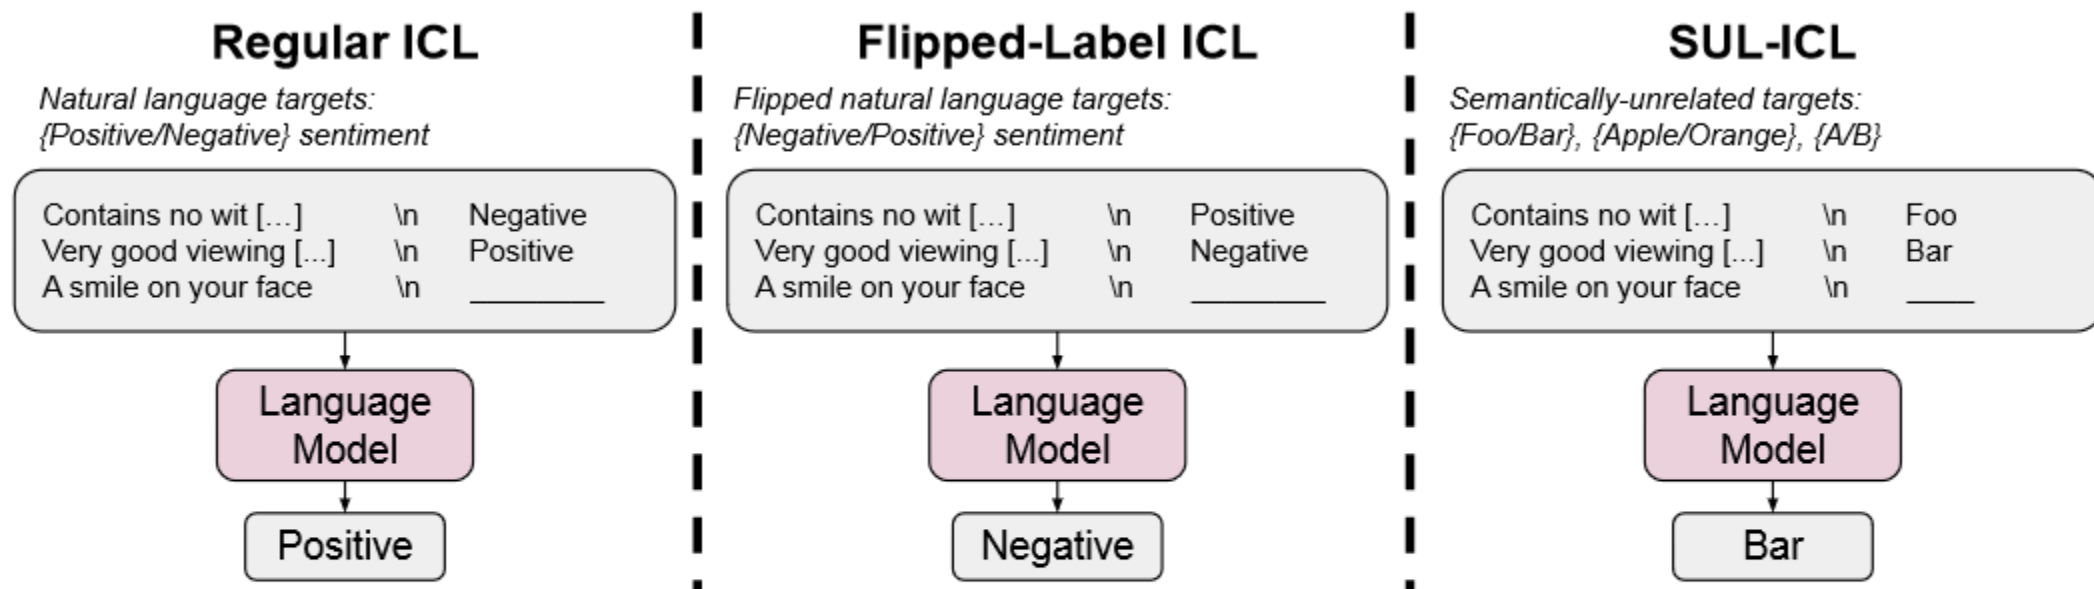 Regular ICL
Natural language targets:
{Positive/Negative} sentiment
Contains no wit […] \n Negative
Very good viewing [...] \n Positive
A smile on your face \n ________
Language
Model
Positive
Flipped-Label ICL
Flipped natural language targets:
{Negative/Positive} sentiment
Contains no wit […] \n Positive
Very good viewing [...] \n Negative
A smile on your face \n ________
Language
Model
Negative
SUL-ICL
Semantically-unrelated targets:
{Foo/Bar}, {Apple/Orange}, {A/B}
Contains no wit […] \n Foo
Very good viewing [...] \n Bar
A smile on your face \n ____
Language
Model
Bar